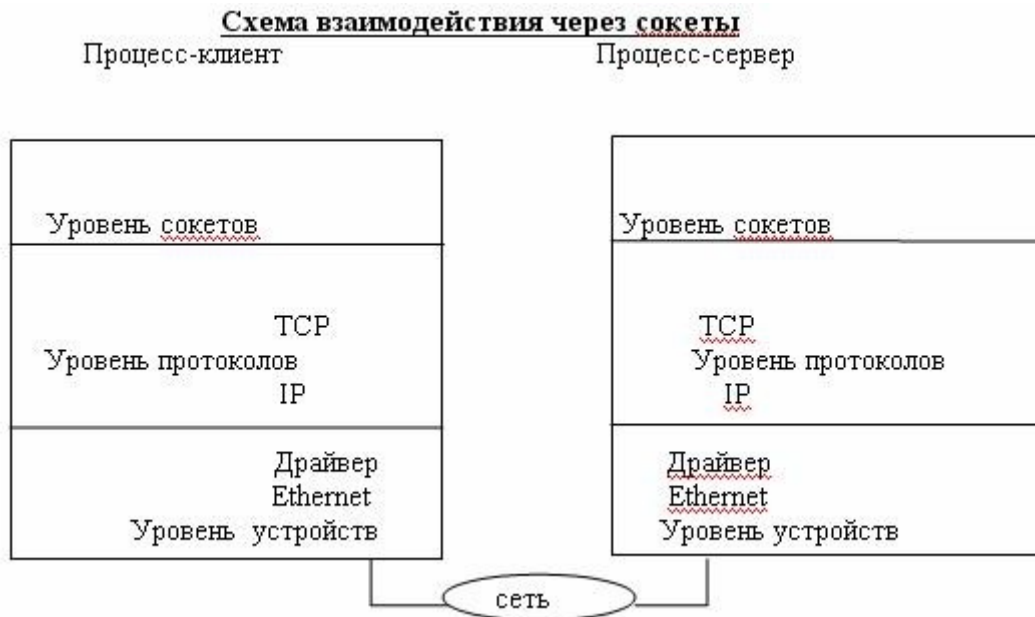 Схема взаимодействия через сокеты
Процесс-клиент
Процесс-сервер
Уровень сокетов
TCP
Уровень протоколов
IP
Драйвер
Ethernet
Уровень устройств
Уровень сокетов
TCP
Уровень протоколов
IP
Драйвер
Ethernet
Уровень устройств
сеть